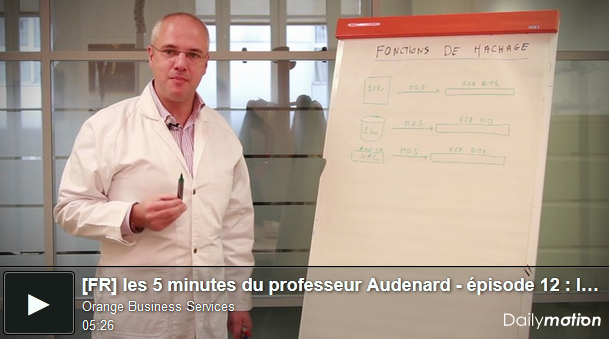 FONCTIONS DE HACHAGE
MD5
128 BITS
MD5
128 BITS
MD5
128 BITS
[FR] les 5 minutes du professeur Audenard - épisode 12 : l...
Orange Business Services
05:26
Dailymotion